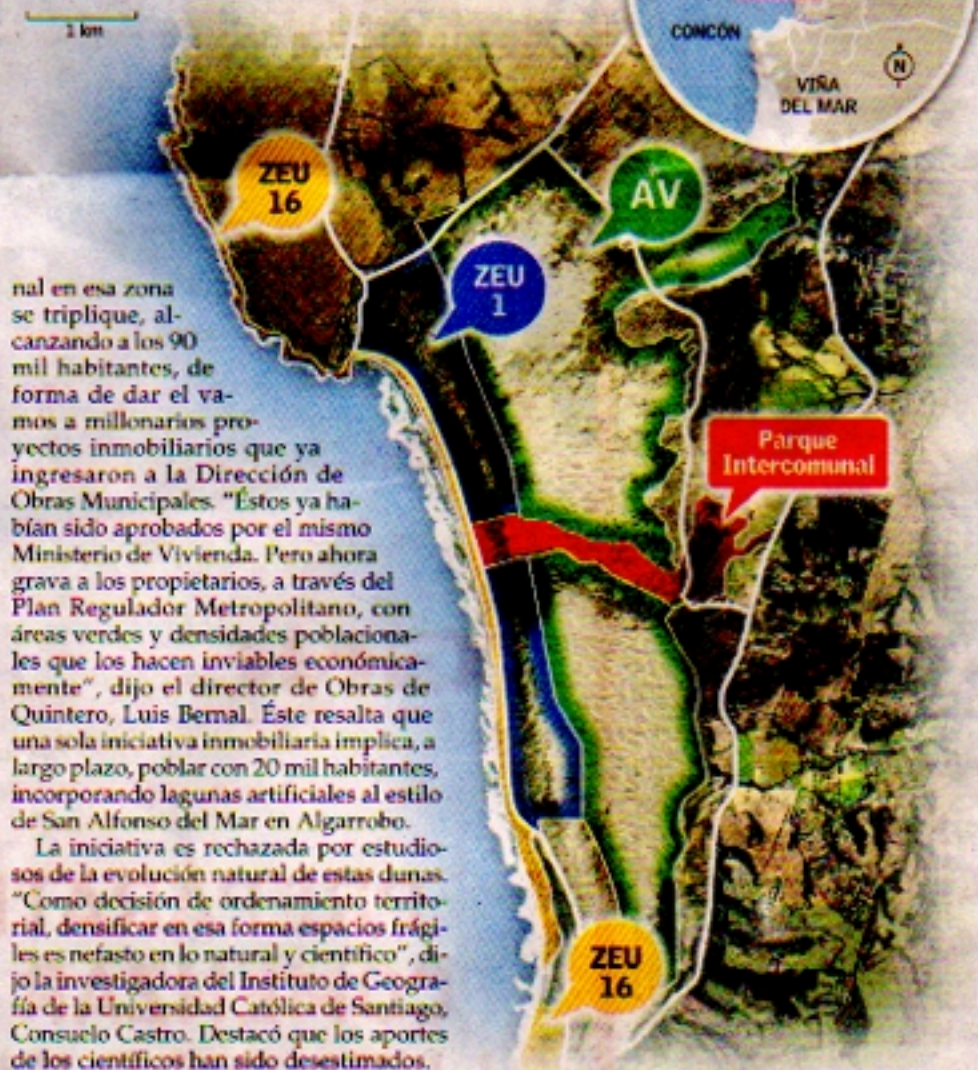 1 km
CONCÓN
N
VIÑA
DEL MAR
ZEU
16
AV
ZEU
1
Parque
Intercomunal
ZEU
16
nal en esa zona
se triplique, al-
canzando a los 90
mil habitantes, de
forma de dar el va-
mos a millonarios pro-
yectos inmobiliarios que ya
ingresaron a la Dirección de
Obras Municipales. "Éstos ya ha-
bían sido aprobados por el mismo
Ministerio de Vivienda. Pero ahora
grava a los propietarios, a través del
Plan Regulador Metropolitano, con
áreas verdes y densidades poblaciona-
les que los hacen inviables económica-
mente", dijo el director de Obras de
Quintero, Luis Bernal. Éste resalta que
una sola iniciativa inmobiliaria implica, a
largo plazo, poblar con 20 mil habitantes,
incorporando lagunas artificiales al estilo
de San Alfonso del Mar en Algarrobo.
La iniciativa es rechazada por estudio-
sos de la evolución natural de estas dunas.
"Como decisión de ordenamiento territo-
rial, densificar en esa forma espacios frági-
les es nefasto en lo natural y científico", di-
jo la investigadora del Instituto de Geogra-
fía de la Universidad Católica de Santiago,
Consuelo Castro. Destacó que los aportes
de los científicos han sido desestimados.